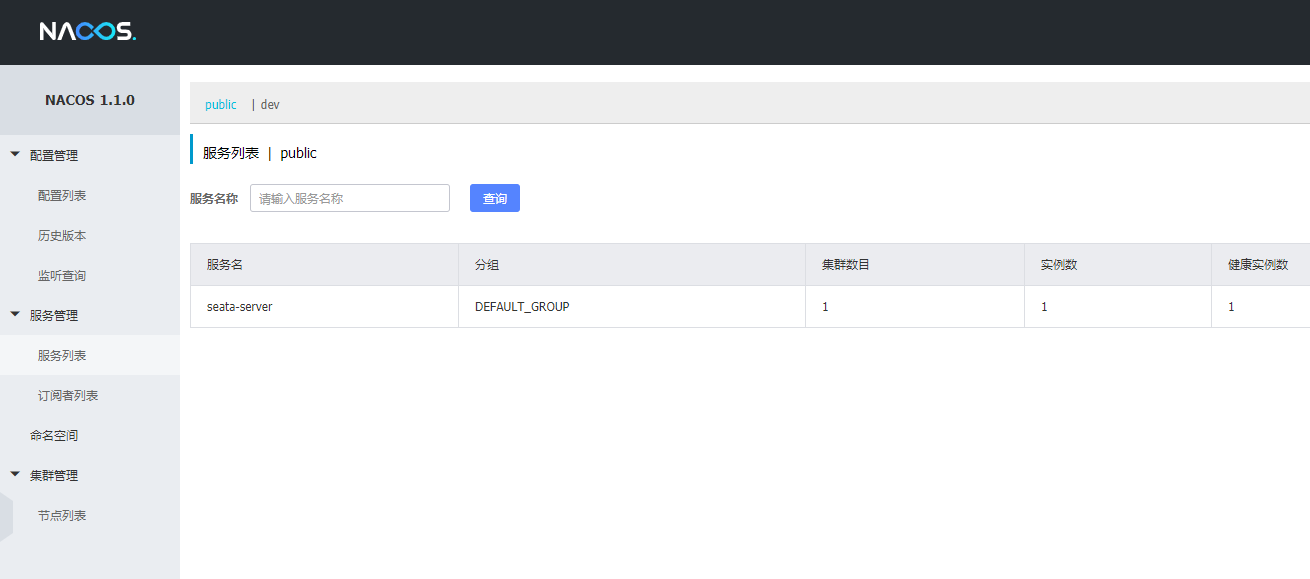 NACOS.
NACOS 1.1.0
配置管理
配置列表
历史版本
监听查询
服务管理
服务列表
订阅者列表
命名空间
集群管理
节点列表
public | dev
服务列表 | public
服务名称 请输入服务名称 查询
服务名 分组 集群数目 实例数 健康实例数
seata-server DEFAULT_GROUP 1 1 1